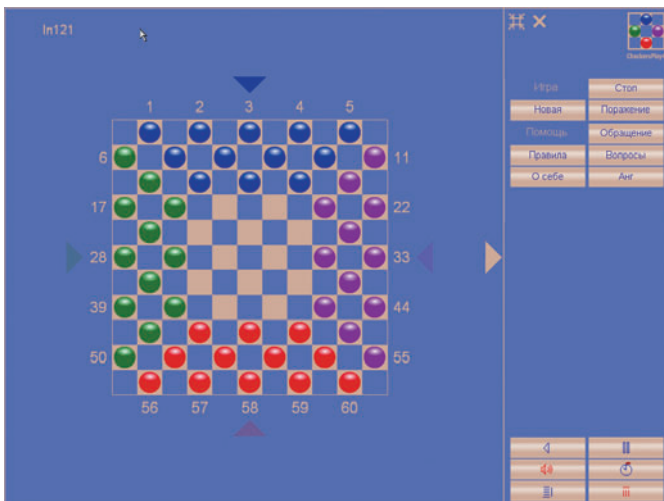 In121
CheckersPlay4
1 2 3 4 5
6 11
17 22
28 33
39 44
50 55
56 57 58 59 60
Игра Стоп
Новая Поражение
Помощь Обращение
Правила Вопросы
О себе Анг